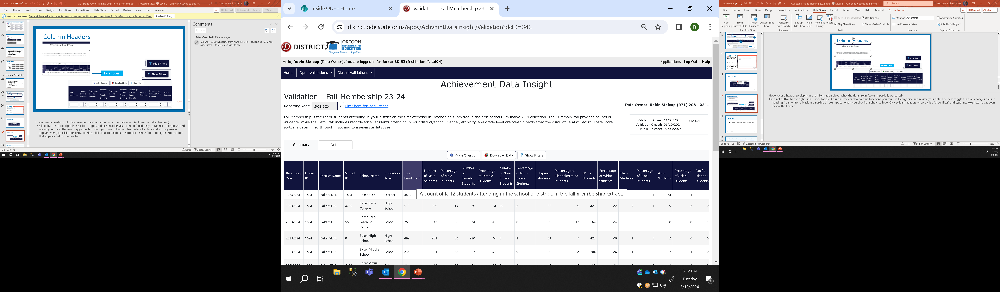 AutoSave Off ADI Stand Alone Training 2024 Peter's Review.pptx - Protected View Level 2 - Limited* • Saved to this PC STALCUP Robin * ODE
File Home Insert Draw Design Transitions Animations Slide Show Record Review View Help Acrobat Record Present in Teams Share
PROTECTED VIEW Be careful—email attachments can contain viruses. Unless you need to edit, it's safer to stay in Protected View. Enable Editing
24
25
26
27
Inside a Validat...
28
29
30
31
32
33
Column Headers
Achievement Data Insight
Hover over
Hide Filters
Show Filters
Ask a Question Download Data Hide Filters
Total Enrollment Number of Male Students Percentage of Male Students Number of Female Students Percentage of Female Students Number of Non-Binary Students Percentage of Non-Binary Students Hispanic Students Percentage of Hispanic/Latino Students White Students
32
Comments
New
Peter Campbell 23 hours ago
"...changes column heading from white to black"; I couldn't do this when
using Firefox - this could be a me thing.
Hover over a header to display more information about what the data mean (column partially obscured).
The final button to the right is the Filter Toggle. Column headers also contain functions you can use to organize and
review your data. The new toggle function changes column heading from white to black and sorting arrows
appear when you click from show to hide. Click column headers to sort; click "show filter" and type into text box
that appears below the header.
Slide 32 of 35 Notes Display Settings 82%
3:12 PM
3/19/2024
Inside ODE - Home
Validation - Fall Membership 23
district.ode.state.or.us/apps/AchvmntDataInsight/Validation?dcID=342
R
DISTRICT
OREGON
DEPARTMENT OF
EDUCATION
Oregon achieves . . . together!
Hello, Robin Stalcup (Data Owner). You are logged in for Baker SD 5J (Institution ID 1894) Applications Log Out Help
Home Open Validations Closed Validations
Achievement Data Insight
Validation - Fall Membership 23-24
Reporting Year: 2023-2024 Click here for instructions
Data Owner: Robin Stalcup (971) 208 - 0241
Fall Membership is the list of students attending in your district on the first weekday in October, as submitted in the first period Cumulative ADM collection. The Summary tab provides counts of
students, while the Detail tab includes records for all students attending in your district/school. Gender, ethnicity, and grade level are taken directly from the cumulative ADM record. Foster care
status is determined through matching to a separate database.
Validation Open: 11/02/2023
Validation Closed: 01/19/2024
Public Release: 02/08/2024
Closed
Summary Detail
Ask a Question Download Data Show Filters
Reporting Year District ID District Name School ID School Name Institution Type Total Enrollment Number of Male Students Percentage of Male Students Number of Female Students Percentage of Female Students Number of Non-Binary Students Percentage of Non-Binary Students Hispanic Students Percentage of Hispanic/Latino Students White Students Percentage of White Students Black Students Percentage of Black Students Asian Students Percentage of Asian Students Pacific Islander Students
20232024 1894 Baker SD 5J 1894 Baker SD 5J District 4829 32 1 34 1 11
A count of K-12 students attending in the school or district, in the fall membership extract.
20232024 1894 Baker SD 5J 4759 Baker Early College High School 512 226 44 276 54 10 2 32 6 422 82 7 1 9 2 0
20232024 1894 Baker SD 5J 5509 Baker Early Learning Center School 76 42 55 34 45 0 0 9 12 64 84 0 0 0 0 1
20232024 1894 Baker SD 5J 8 Baker High School High School 492 261 53 228 46 3 1 33 7 423 86 1 0 2 0 0
20232024 1894 Baker SD 5J 1 Baker Middle School School 238 131 55 107 45 0 0 20 8 204 86 1 0 2 1 0
Baker Virtual
3:12 PM
Tuesday
3/19/2024
11
AutoSave Off ADI Stand Alone Training 2024.pptx Level 1 - Published • Saved to I: Drive Search STALCUP Robin * ODE
File Home Insert Draw Design Transitions Animations Slide Show Record Review View Help Acrobat Picture Format Record Share
From Beginning From Current Slide Present Online Custom Slide Show Rehearse with Coach Set Up Slide Show Hide Slide Rehearse Timings Record
Keep Slides Updated Use Timings
Play Narrations Show Media Controls
Monitor: Automatic
Use Presenter View
Always Use Subtitles
Subtitle Settings
Start Slide Show Rehearse Set Up Monitors Captions & Subtitles
29
30
31
32
33
34
Column Headers
Achievement Data Insight
Hover over
Hide Filters
Show Filters
Ask a Question Download Data Hide Filters
Hover over a header to display more information about what the data mean (column partially obscured).
The final button to the right is the Filter Toggle. Column headers also contain functions you can use to organize and review your data. The new toggle function changes column
heading from white to black and sorting arrows appear when you click from show to hide. Click column headers to sort; click "show filter" and type into text box that appears
below the header.
Slide 32 of 35 Accessibility: Investigate Notes Display Settings 55%
3:12 PM
Tuesday
3/19/2024